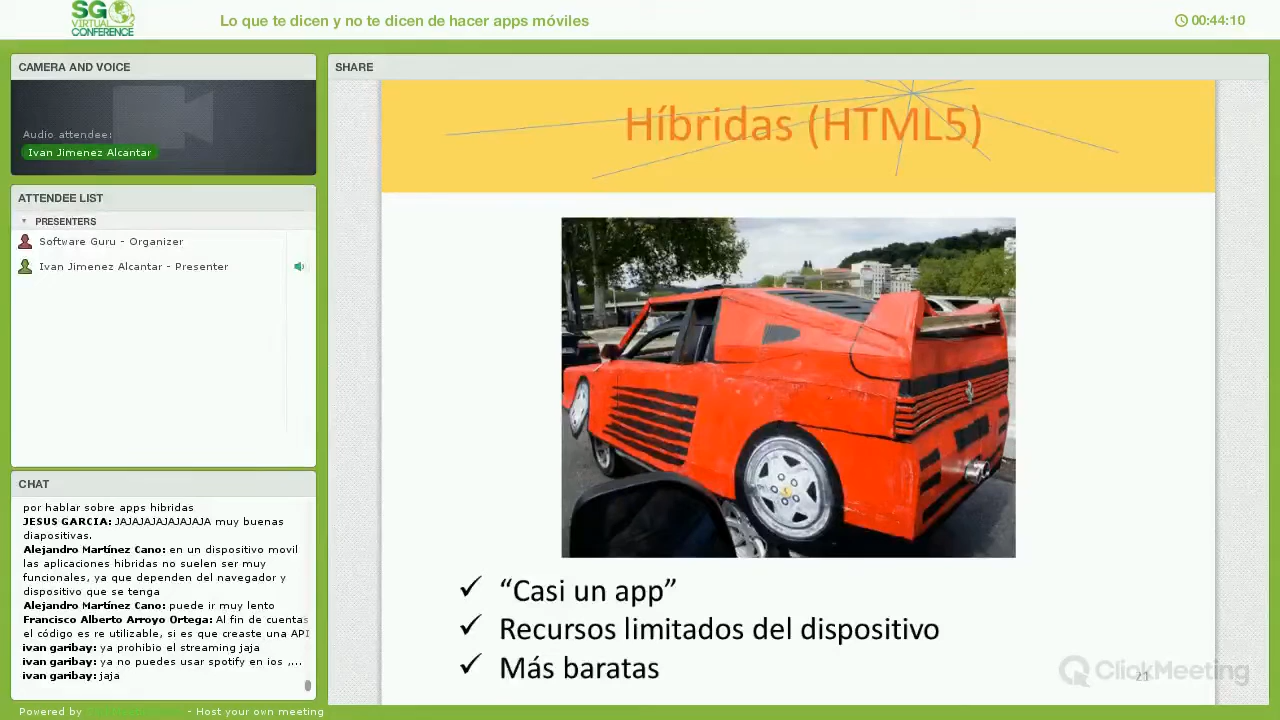 SG
VIRTUAL
CONFERENCE
Lo que te dicen y no te dicen de hacer apps móviles
00:44:10
CAMERA AND VOICE
Audio attendee:
Ivan Jimenez Alcantar
ATTENDEE LIST
PRESENTERS
Software Guru - Organizer
Ivan Jimenez Alcantar - Presenter
CHAT
por hablar sobre apps hibridas
JESUS GARCIA: JAJAJAJAJAJAJA muy buenas
diapositivas.
Alejandro Martínez Cano: en un dispositivo movil
las aplicaciones hibridas no suelen ser muy
funcionales, ya que dependen del navegador y
dispositivo que se tenga
Alejandro Martínez Cano: puede ir muy lento
Francisco Alberto Arroyo Ortega: Al fin de cuentas
el código es re utilizable, si es que creaste una API
ivan garibay: ya prohibio el streaming jaja
ivan garibay: ya no puedes usar spotify en ios ,...
ivan garibay: jaja
Powered by
- Host your own meeting
SHARE
Híbridas (HTML5)
✓ “Casi un app”
✓ Recursos limitados del dispositivo
✓ Más baratas
ClickMeeting
21